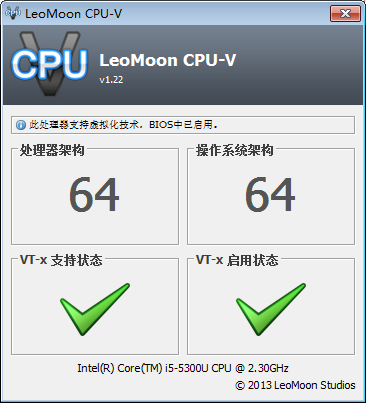 LeoMoon CPU-V
CPU
LeoMoon CPU-V
v1.22
此处理器支持虚拟化技术，BIOS中已启用。
处理器架构
操作系统架构
64
64
VT-x 支持状态
VT-x 启用状态
Intel(R) Core(TM) i5-5300U CPU @ 2.30GHz
© 2013 LeoMoon Studios